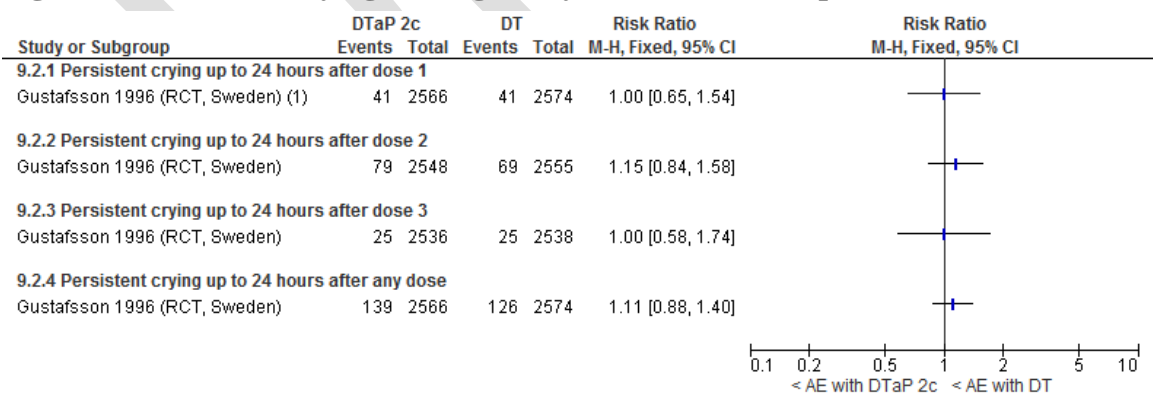 DTaP 2c DT Risk Ratio Risk Ratio
Study or Subgroup Events Total Events Total M-H, Fixed, 95% CI M-H, Fixed, 95% CI
9.2.1 Persistent crying up to 24 hours after dose 1
Gustafsson 1996 (RCT, Sweden) (1) 41 2566 41 2574 1.00 [0.65, 1.54]
9.2.2 Persistent crying up to 24 hours after dose 2
Gustafsson 1996 (RCT, Sweden) 79 2548 69 2555 1.15 [0.84, 1.58]
9.2.3 Persistent crying up to 24 hours after dose 3
Gustafsson 1996 (RCT, Sweden) 25 2536 25 2538 1.00 [0.58, 1.74]
9.2.4 Persistent crying up to 24 hours after any dose
Gustafsson 1996 (RCT, Sweden) 139 2566 126 2574 1.11 [0.88, 1.40]
0.1 0.2 0.5 1 2 5 10
< AE with DTaP 2c < AE with DT